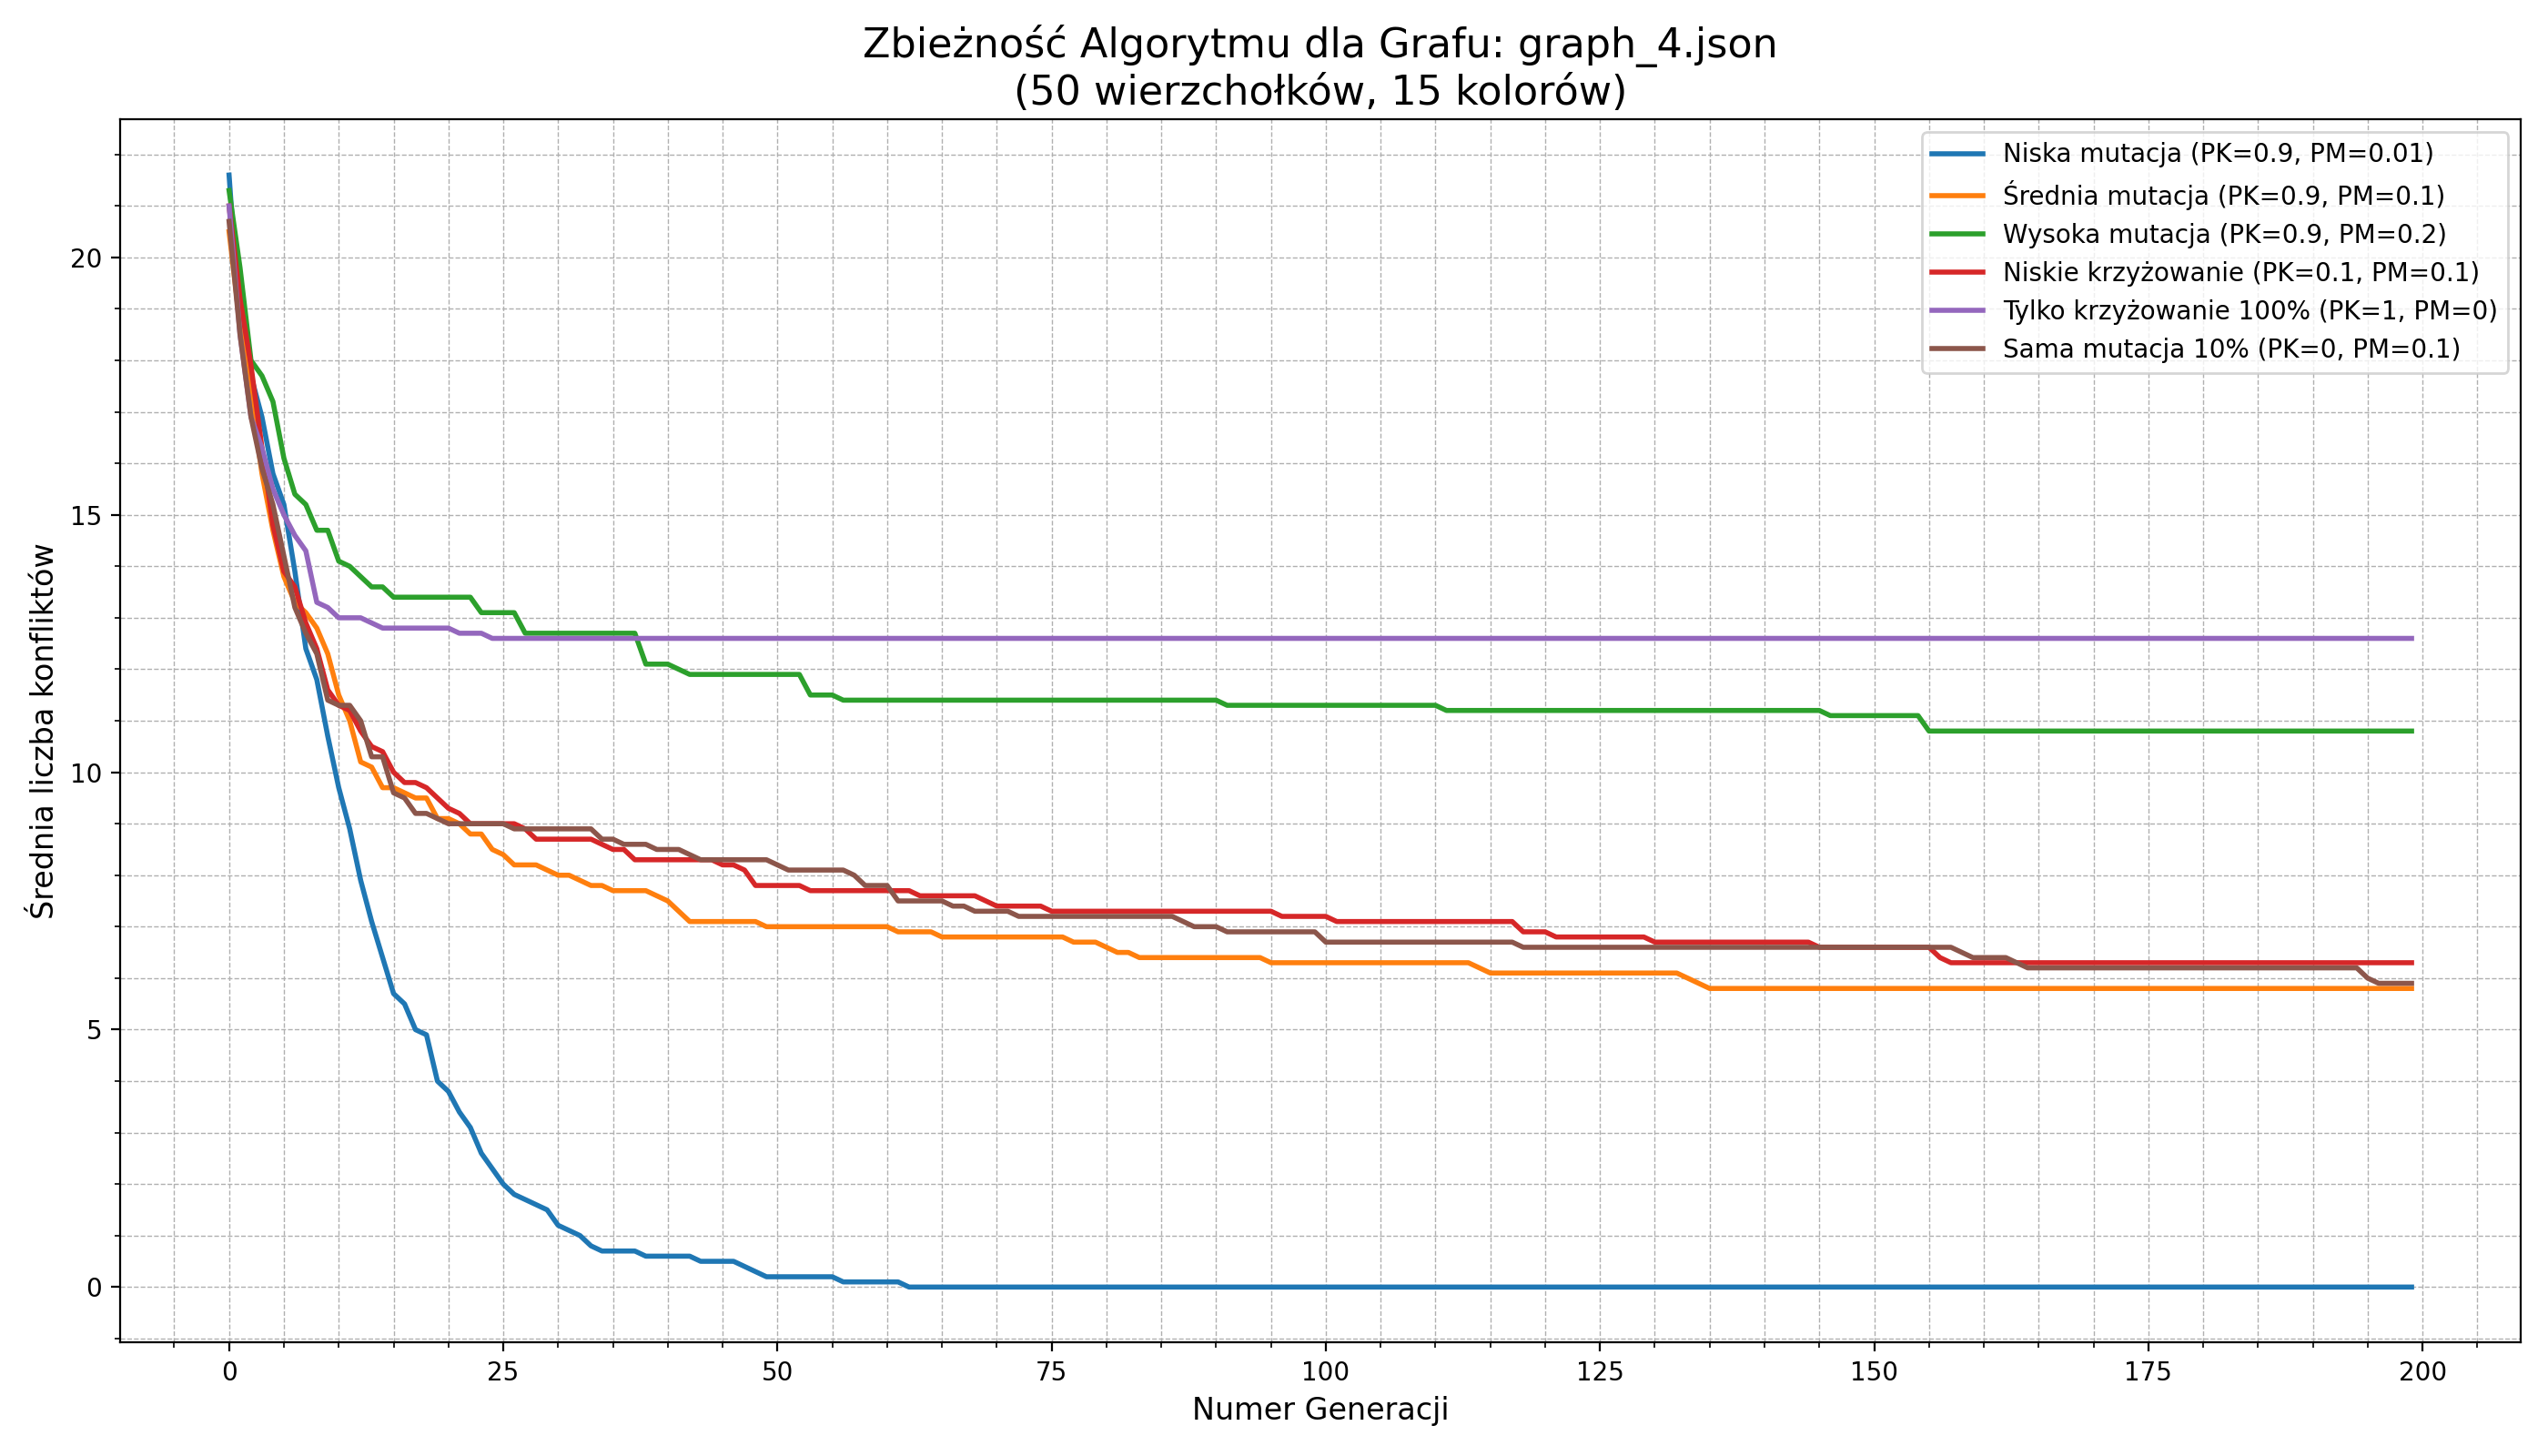 Zbieżność Algorytmu dla Grafu: graph_4.json
(50 wierzchołków, 15 kolorów)
Niska mutacja (PK=0.9, PM=0.01)
Średnia mutacja (PK=0.9, PM=0.1)
Wysoka mutacja (PK=0.9, PM=0.2)
Niskie krzyżowanie (PK=0.1, PM=0.1)
Tylko krzyżowanie 100% (PK=1, PM=0)
Sama mutacja 10% (PK=0, PM=0.1)
Średnia liczba konfliktów
20
15
10
5
0
0 25 50 75 100 125 150 175 200
Numer Generacji